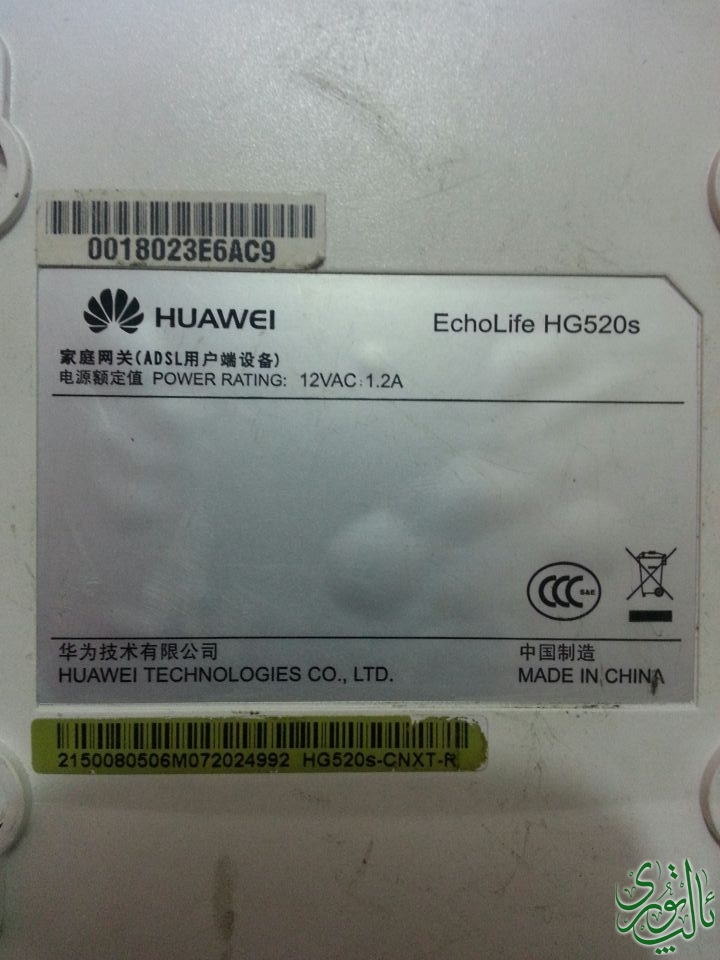 0018023E6AC9
HUAWEI
EchoLife HG520s
家庭网关(ADSL用户端设备)
电源额定值 POWER RATING: 12VAC:1.2A
CCC S&E
华为技术有限公司
中国制造
HUAWEI TECHNOLOGIES CO., LTD.
MADE IN CHINA
2150080506M072024992 HG520s-CNXT-R